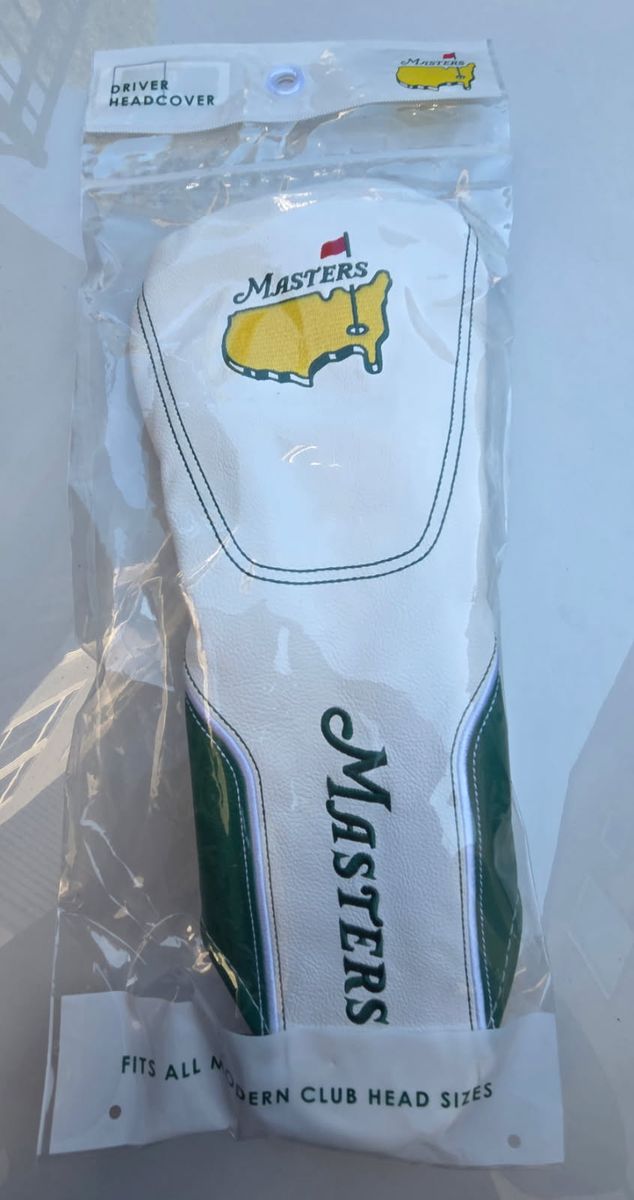 DRIVER
HEADCOVER
MASTERS
MASTERS
MASTERS
FITS ALL MODERN CLUB HEAD SIZES